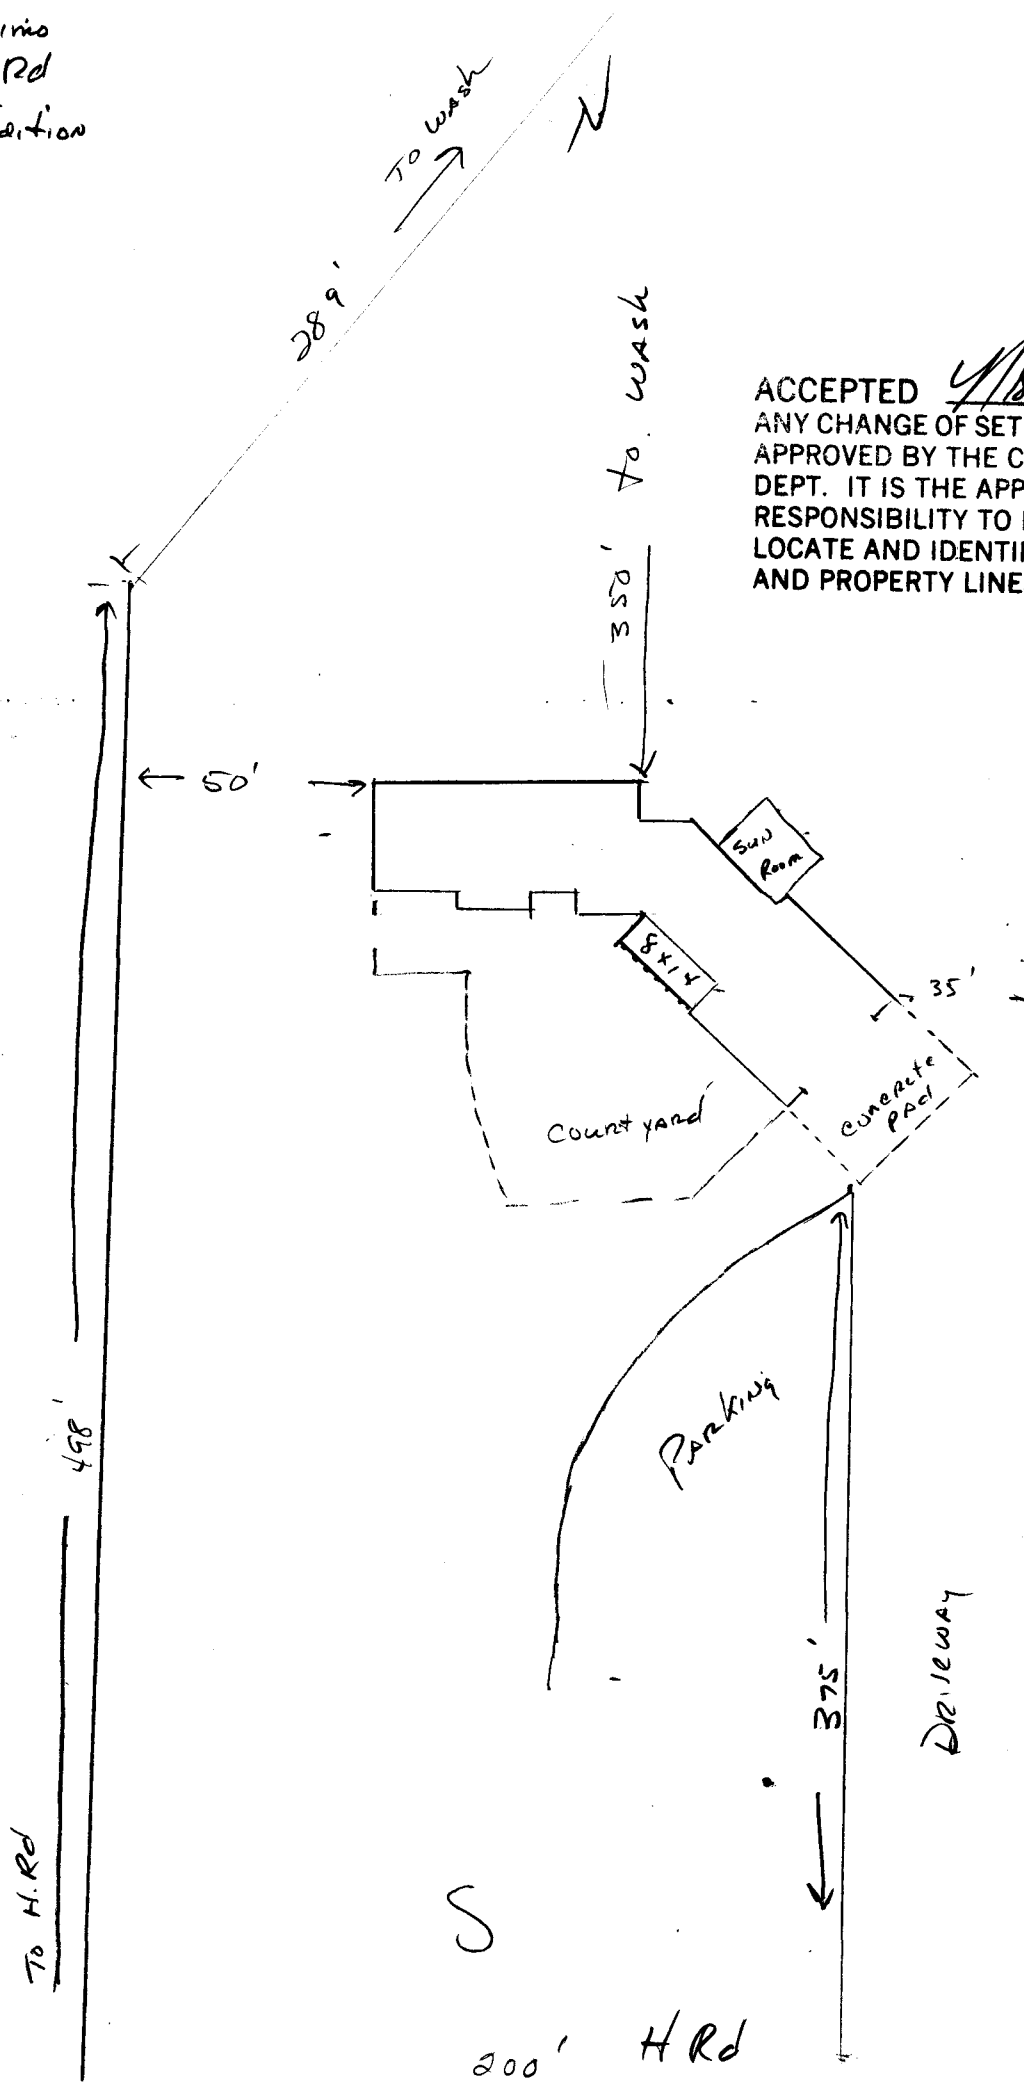 Rd
TO WASH
N
289'
to. WASH
350'
ACCEPTED
ANY CHANGE OF SET
APPROVED BY THE C
DEPT. IT IS THE APP
RESPONSIBILITY TO
LOCATE AND IDENTI
AND PROPERTY LINE
50'
SUN
Room
8x14
35'
CONCRETE
PAd
COURT YARd
498'
PARKING
375'
DRIVEWAY
To H.Rd
S
200'
H Rd